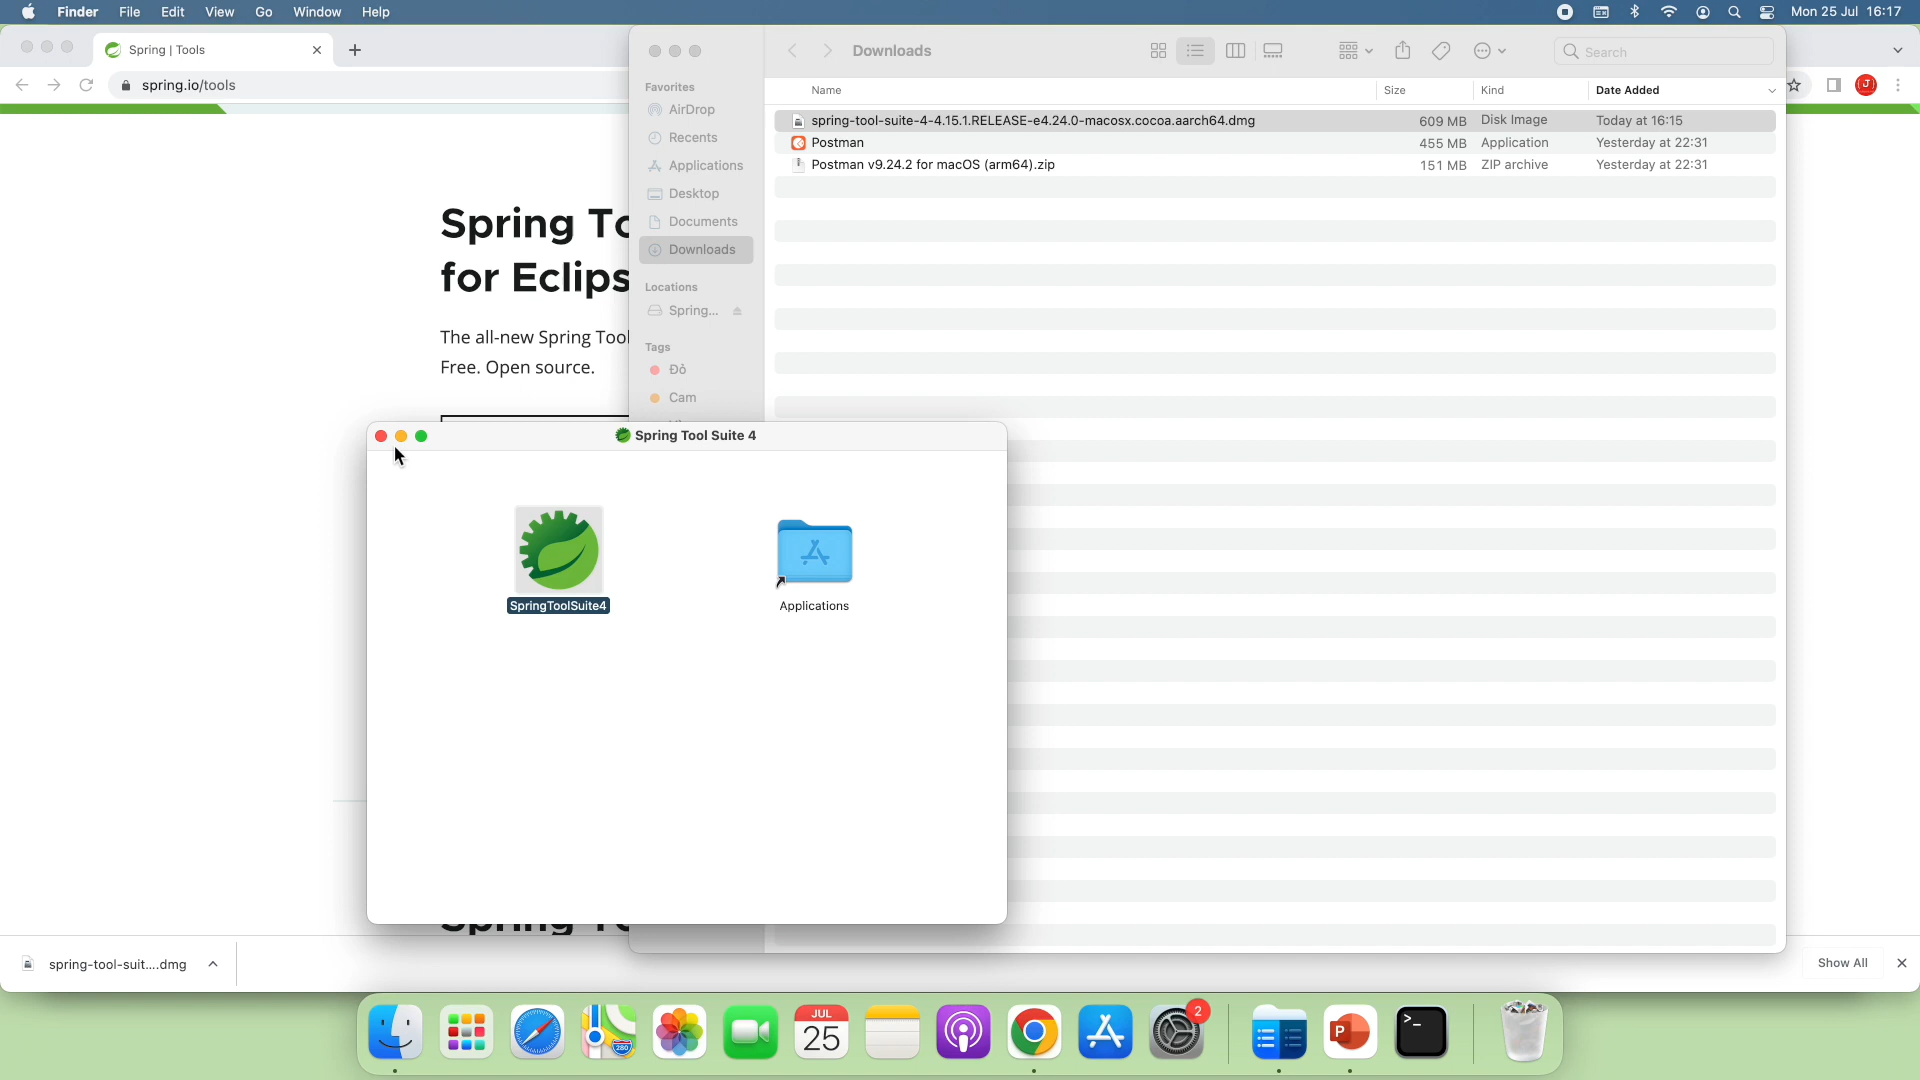 Finder File Edit View Go Window Help Mon 25 Jul 16:17
Spring | Tools
spring.io/tools
Downloads
Search
Favorites
AirDrop
Recents
Applications
Desktop
Documents
Downloads
Locations
Spring...
Tags
Đỏ
Cam
Name Size Kind Date Added
spring-tool-suite-4-4.15.1.RELEASE-e4.24.0-macosx.cocoa.aarch64.dmg 609 MB Disk Image Today at 16:15
Postman 455 MB Application Yesterday at 22:31
Postman v9.24.2 for macOS (arm64).zip 151 MB ZIP archive Yesterday at 22:31
Spring To
for Eclips
The all-new Spring Tool
Free. Open source.
Spring Tool Suite 4
SpringToolSuite4
Applications
spring-tool-suit....dmg
Show All
280
JUL
25
2
P
>_